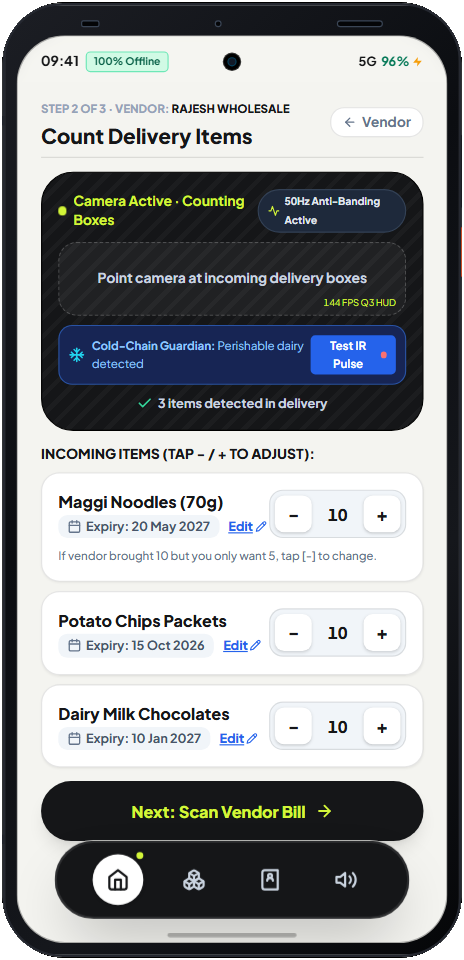 09:41 100% Offline 5G 96%
STEP 2 OF 3 · VENDOR: RAJESH WHOLESALE
← Vendor
Count Delivery Items
Camera Active · Counting
Boxes
50Hz Anti-Banding
Active
Point camera at incoming delivery boxes
144 FPS Q3 HUD
Cold-Chain Guardian: Perishable dairy
detected
Test IR
Pulse
3 items detected in delivery
INCOMING ITEMS (TAP - / + TO ADJUST):
Maggi Noodles (70g)
Expiry: 20 May 2027 Edit
− 10 +
If vendor brought 10 but you only want 5, tap [-] to change.
Potato Chips Packets
Expiry: 15 Oct 2026 Edit
− 10 +
Dairy Milk Chocolates
Expiry: 10 Jan 2027 Edit
− 10 +
Next: Scan Vendor Bill →